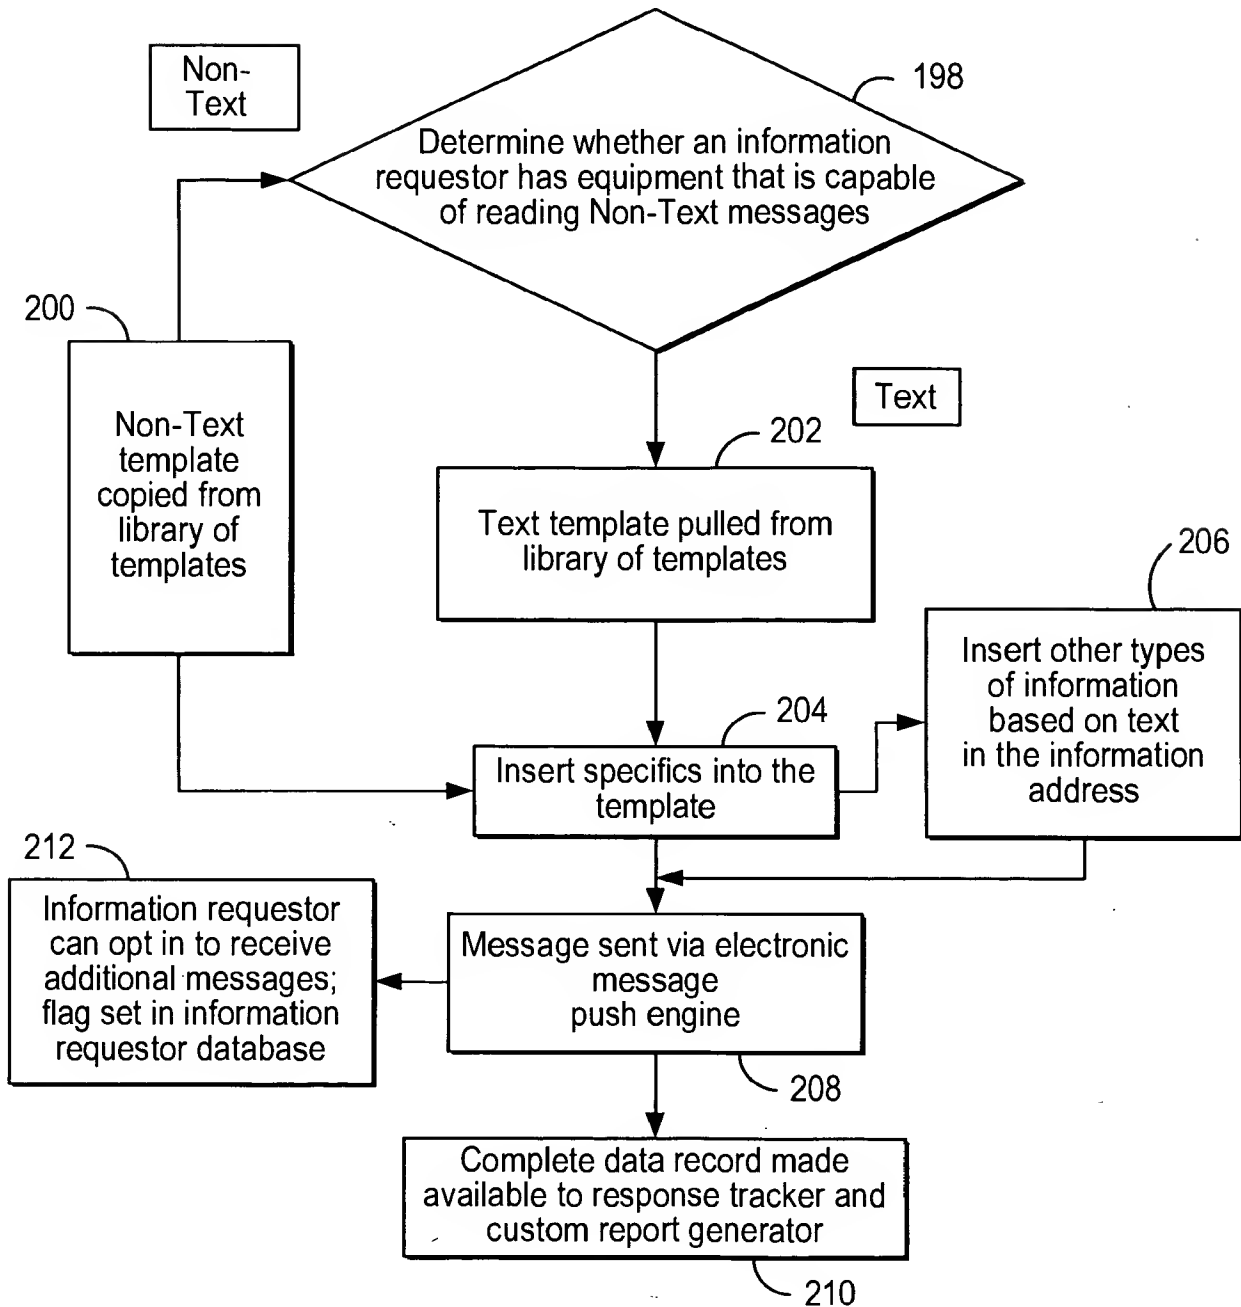 Non-
Text
198
Determine whether an information
requestor has equipment that is capable
of reading Non-Text messages
200
Non-Text
template
copied from
library of
templates
Text
202
Text template pulled from
library of templates
206
Insert other types
of information
based on text
in the information
address
204
Insert specifics into the
template
212
Information requestor
can opt in to receive
additional messages;
flag set in information
requestor database
Message sent via electronic
message
push engine
208
Complete data record made
available to response tracker and
custom report generator
210